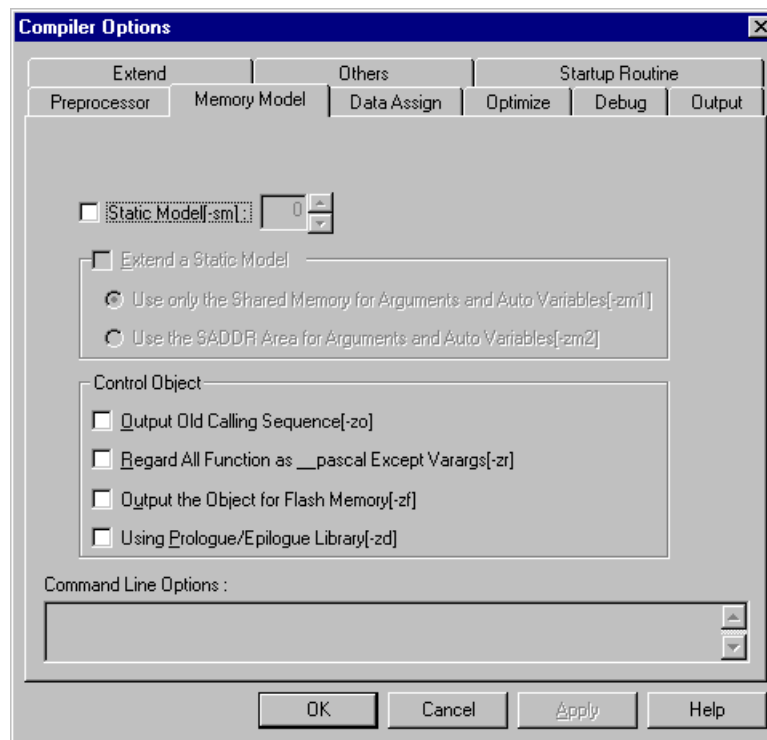 Compiler Options
Extend Others Startup Routine
Preprocessor Memory Model Data Assign Optimize Debug Output
Static Model[-sm] : 0
Extend a Static Model
Use only the Shared Memory for Arguments and Auto Variables[-zm1]
Use the SADDR Area for Arguments and Auto Variables[-zm2]
Control Object
Output Old Calling Sequence[-zo]
Regard All Function as __pascal Except Varargs[-zr]
Output the Object for Flash Memory[-zf]
Using Prologue/Epilogue Library[-zd]
Command Line Options :
OK Cancel Apply Help